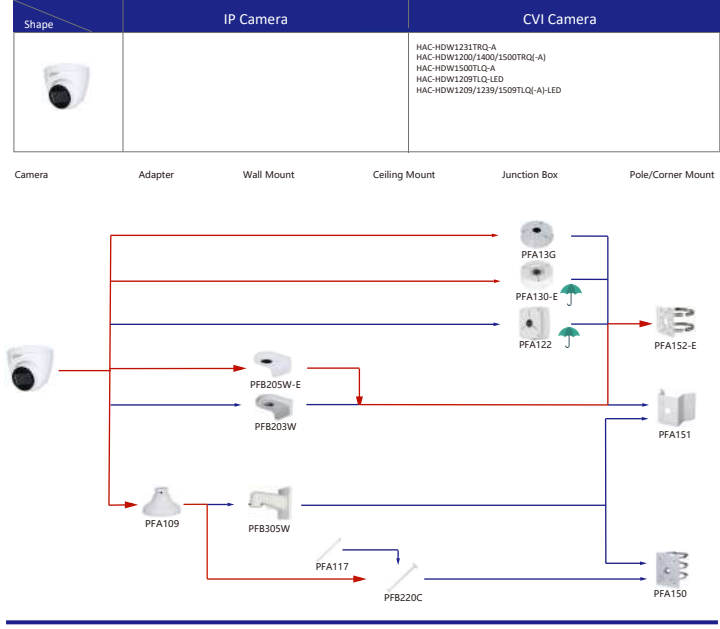 Shape
IP Camera
CVI Camera
HAC-HDW1231TRQ-A
HAC-HDW1200/1400/1500TRQ(-A)
HAC-HDW1500TLQ-A
HAC-HDW1209TLQ-LED
HAC-HDW1209/1239/1509TLQ(-A)-LED
Camera
Adapter
Wall Mount
Ceiling Mount
Junction Box
Pole/Corner Mount
PFA13G
PFA130-E
PFA122
PFA152-E
PFB205W-E
PFB203W
PFA151
PFA109
PFB305W
PFA117
PFB220C
PFA150